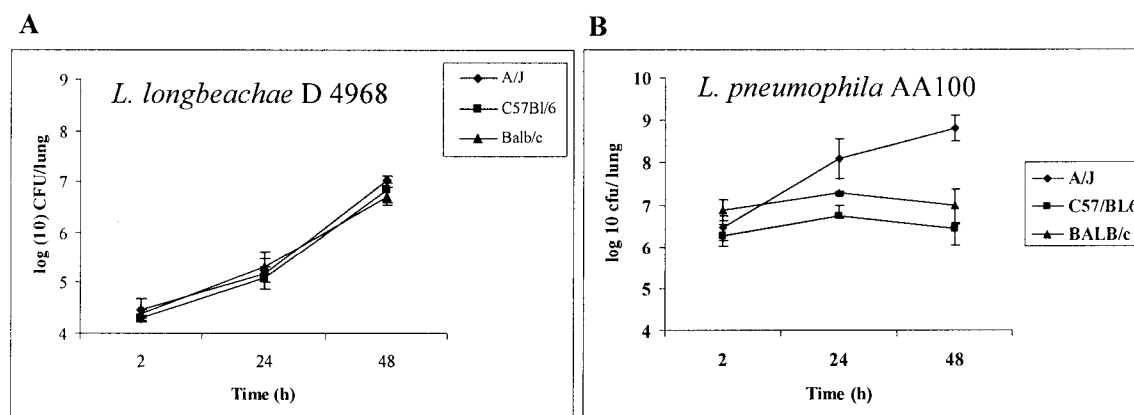 A
L. longbeachae D 4968
log (10) CFU/lung
9
8
7
6
5
4
2
24
48
Time (h)
A/J
C57Bl/6
Balb/c
B
L. pneumophila AA100
log 10 cfu/ lung
10
9
8
7
6
5
4
2
24
48
Time (h)
A/J
C57/BL6
BALB/c